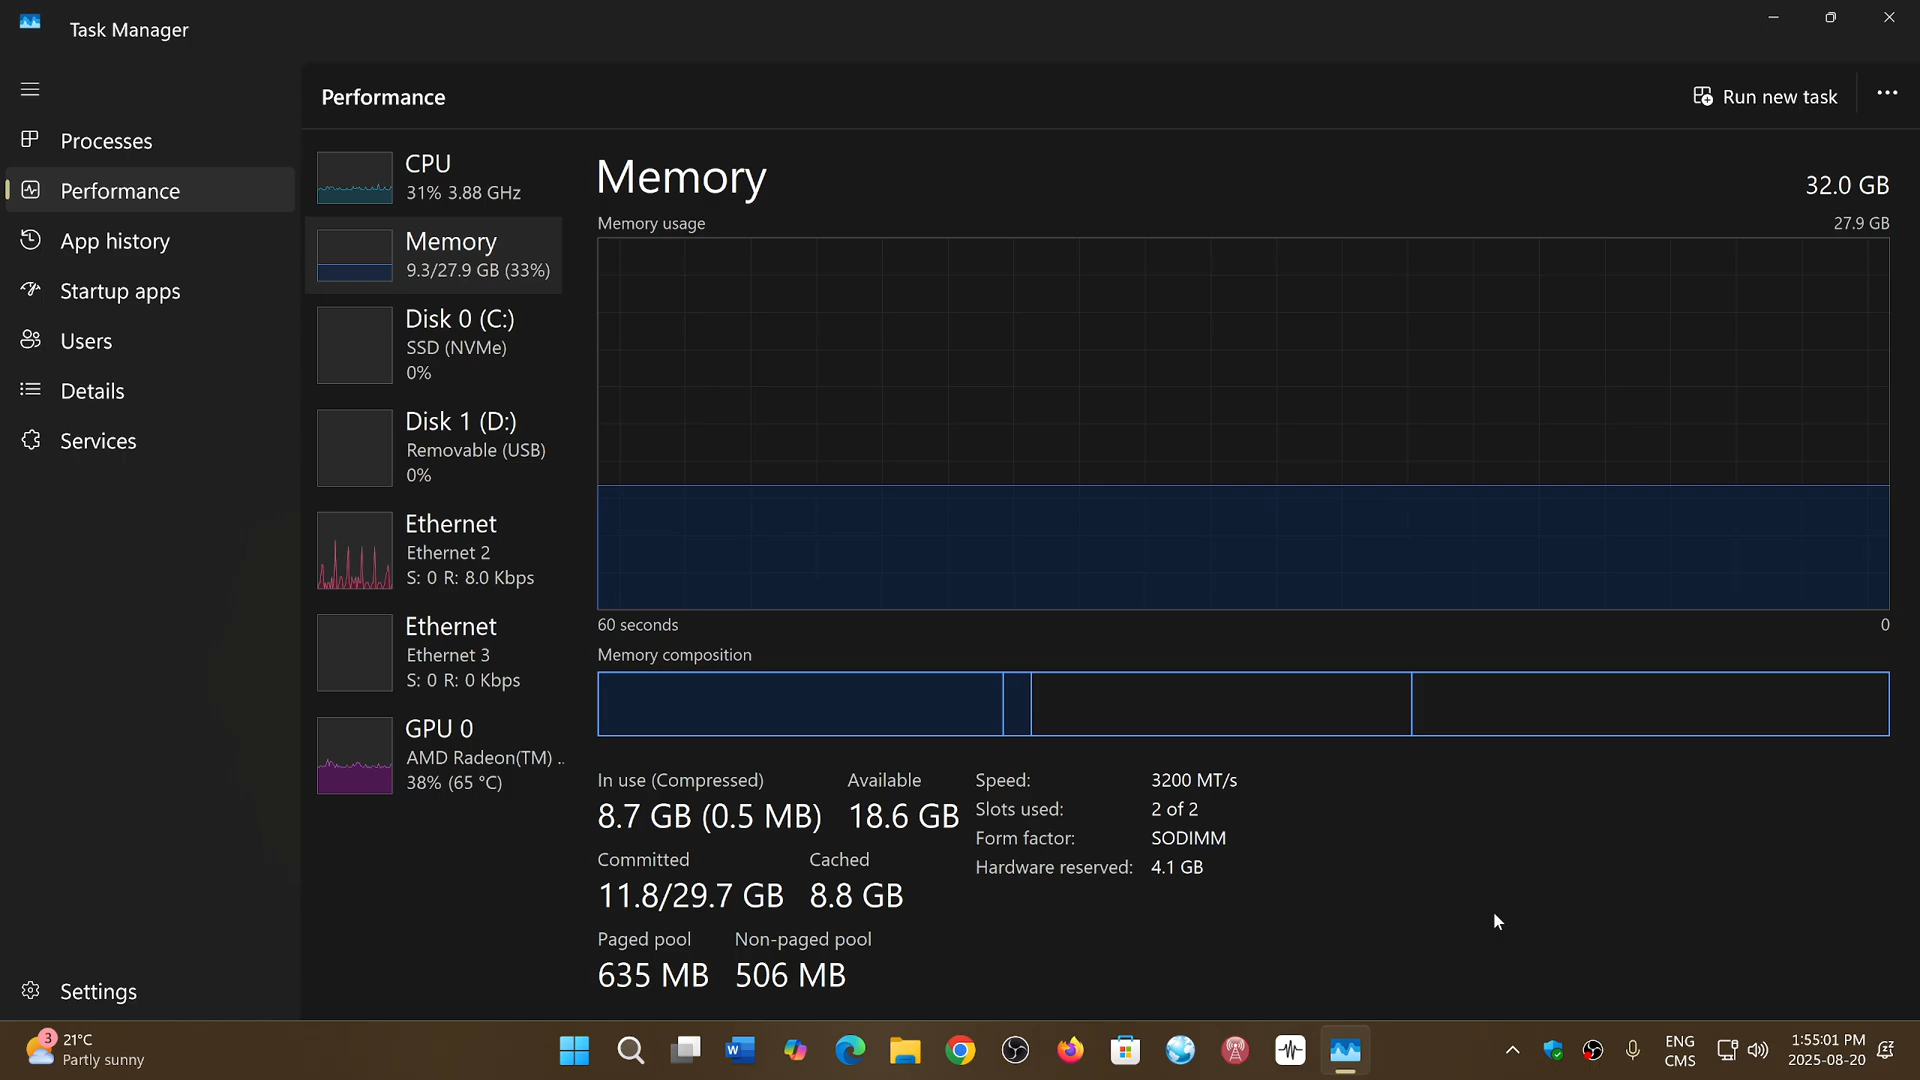 Task Manager
Performance
Run new task
Processes
Performance
App history
Startup apps
Users
Details
Services
Settings
CPU
31% 3.88 GHz
Memory
9.3/27.9 GB (33%)
Disk 0 (C:)
SSD (NVMe)
0%
Disk 1 (D:)
Removable (USB)
0%
Ethernet
Ethernet 2
S: 0 R: 8.0 Kbps
Ethernet
Ethernet 3
S: 0 R: 0 Kbps
GPU 0
AMD Radeon(TM) ..
38% (65 °C)
Memory
32.0 GB
Memory usage
27.9 GB
60 seconds
0
Memory composition
In use (Compressed)
8.7 GB (0.5 MB)
Available
18.6 GB
Committed
11.8/29.7 GB
Cached
8.8 GB
Paged pool
635 MB
Non-paged pool
506 MB
Speed: 3200 MT/s
Slots used: 2 of 2
Form factor: SODIMM
Hardware reserved: 4.1 GB
3
21°C
Partly sunny
W
ENG
CMS
1:55:01 PM
2025-08-20